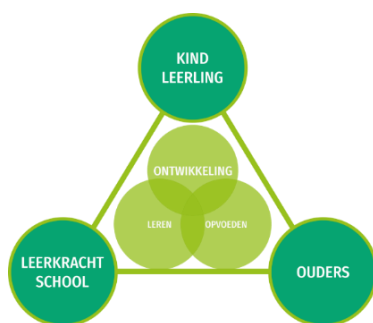 KIND
LEERLING
ONTWIKKELING
LEREN
OPVOEDEN
LEERKRACHT
SCHOOL
OUDERS